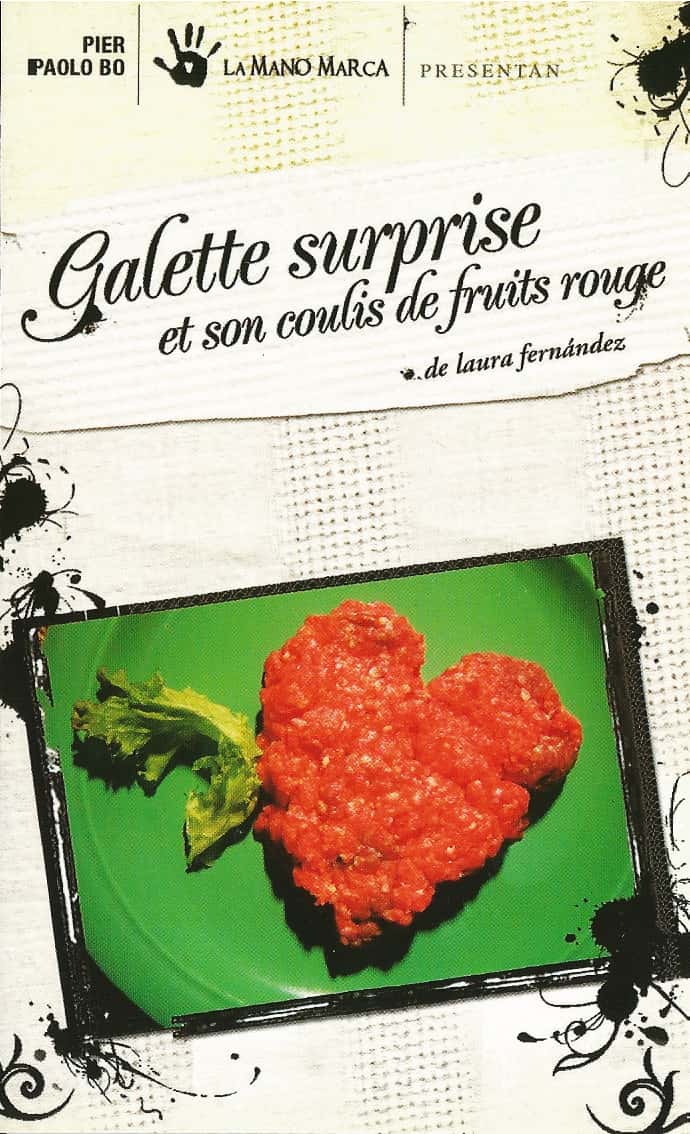 PIER
PAOLO BO
LA MANO MARCA
PRESENTAN
Galette surprise
et son coulis de fruits rouge
de laura fernández